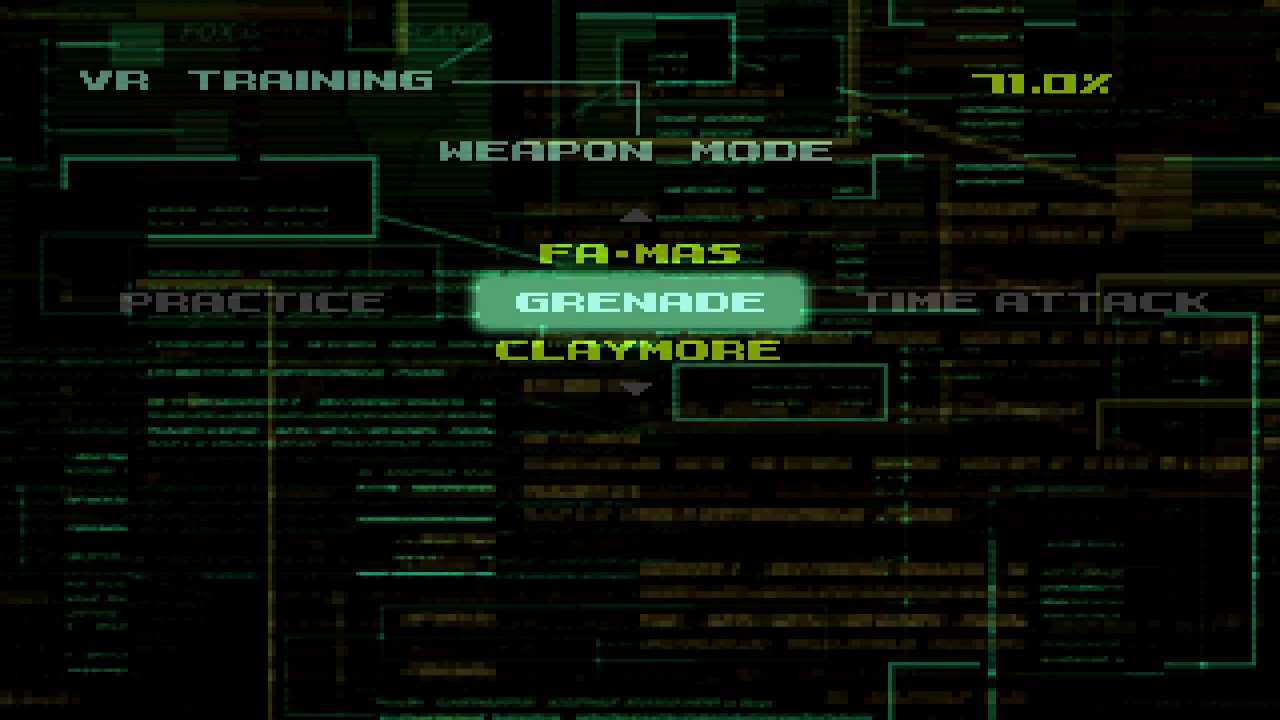 VR TRAINING
71.0%
WEAPON MODE
FA-MAS
PRACTICE
GRENADE
TIME ATTACK
CLAYMORE